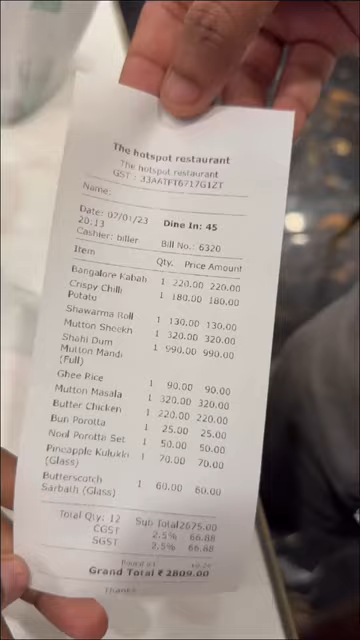 The hotspot restaurant
The hotspot restaurant
GST : 33AATFT6717G1ZT
Name:
Date: 07/01/23 Dine In: 45
20:13
Cashier: biller Bill No.: 6320
Item Qty. Price Amount
Bangalore Kabab 1 220.00 220.00
Crispy Chilli 1 180.00 180.00
Potato
Shawarma Roll 1 130.00 130.00
Mutton Sheekh 1 320.00 320.00
Shahi Dum 1 990.00 990.00
Mutton Mandi
(Full)
Ghee Rice 1 90.00 90.00
Mutton Masala 1 320.00 320.00
Butter Chicken 1 220.00 220.00
Bun Porotta 1 25.00 25.00
Nool Porotta Set 1 50.00 50.00
Pineapple Kulukki 1 70.00 70.00
(Glass)
Butterscotch 1 60.00 60.00
Sarbath (Glass)
Total Qty: 12 Sub Total 2675.00
CGST 2.5% 66.88
SGST 2.5% 66.88
Grand Total ₹ 2809.00
Thanks